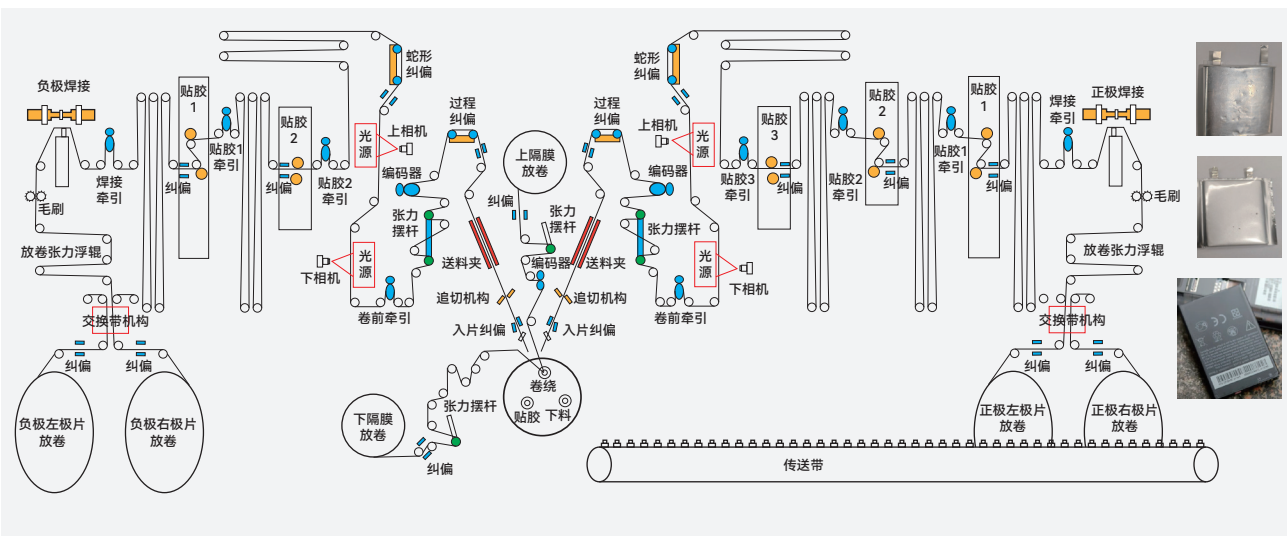 负极焊接
焊接
牵引
毛刷
放卷张力浮辊
交换带机构
纠偏
纠偏
负极左极片
放卷
负极右极片
放卷
贴胶
1
纠偏
贴胶1
牵引
贴胶
2
纠偏
贴胶2
牵引
蛇形
纠偏
光
源
上相机
光
源
下相机
卷前牵引
编码器
张力
摆杆
过程
纠偏
送料夹
追切机构
入片纠偏
上隔膜
放卷
纠偏
张力
摆杆
编码器
下隔膜
放卷
张力摆杆
纠偏
卷绕
贴胶
下料
过程
纠偏
送料夹
追切机构
入片纠偏
编码器
张力摆杆
卷前牵引
蛇形
纠偏
上相机
光
源
光
源
下相机
贴胶3
牵引
贴胶
3
纠偏
贴胶2
牵引
贴胶
2
纠偏
贴胶1
牵引
贴胶
1
纠偏
焊接
牵引
正极焊接
毛刷
放卷张力浮辊
交换带机构
纠偏
纠偏
正极左极片
放卷
正极右极片
放卷
传送带